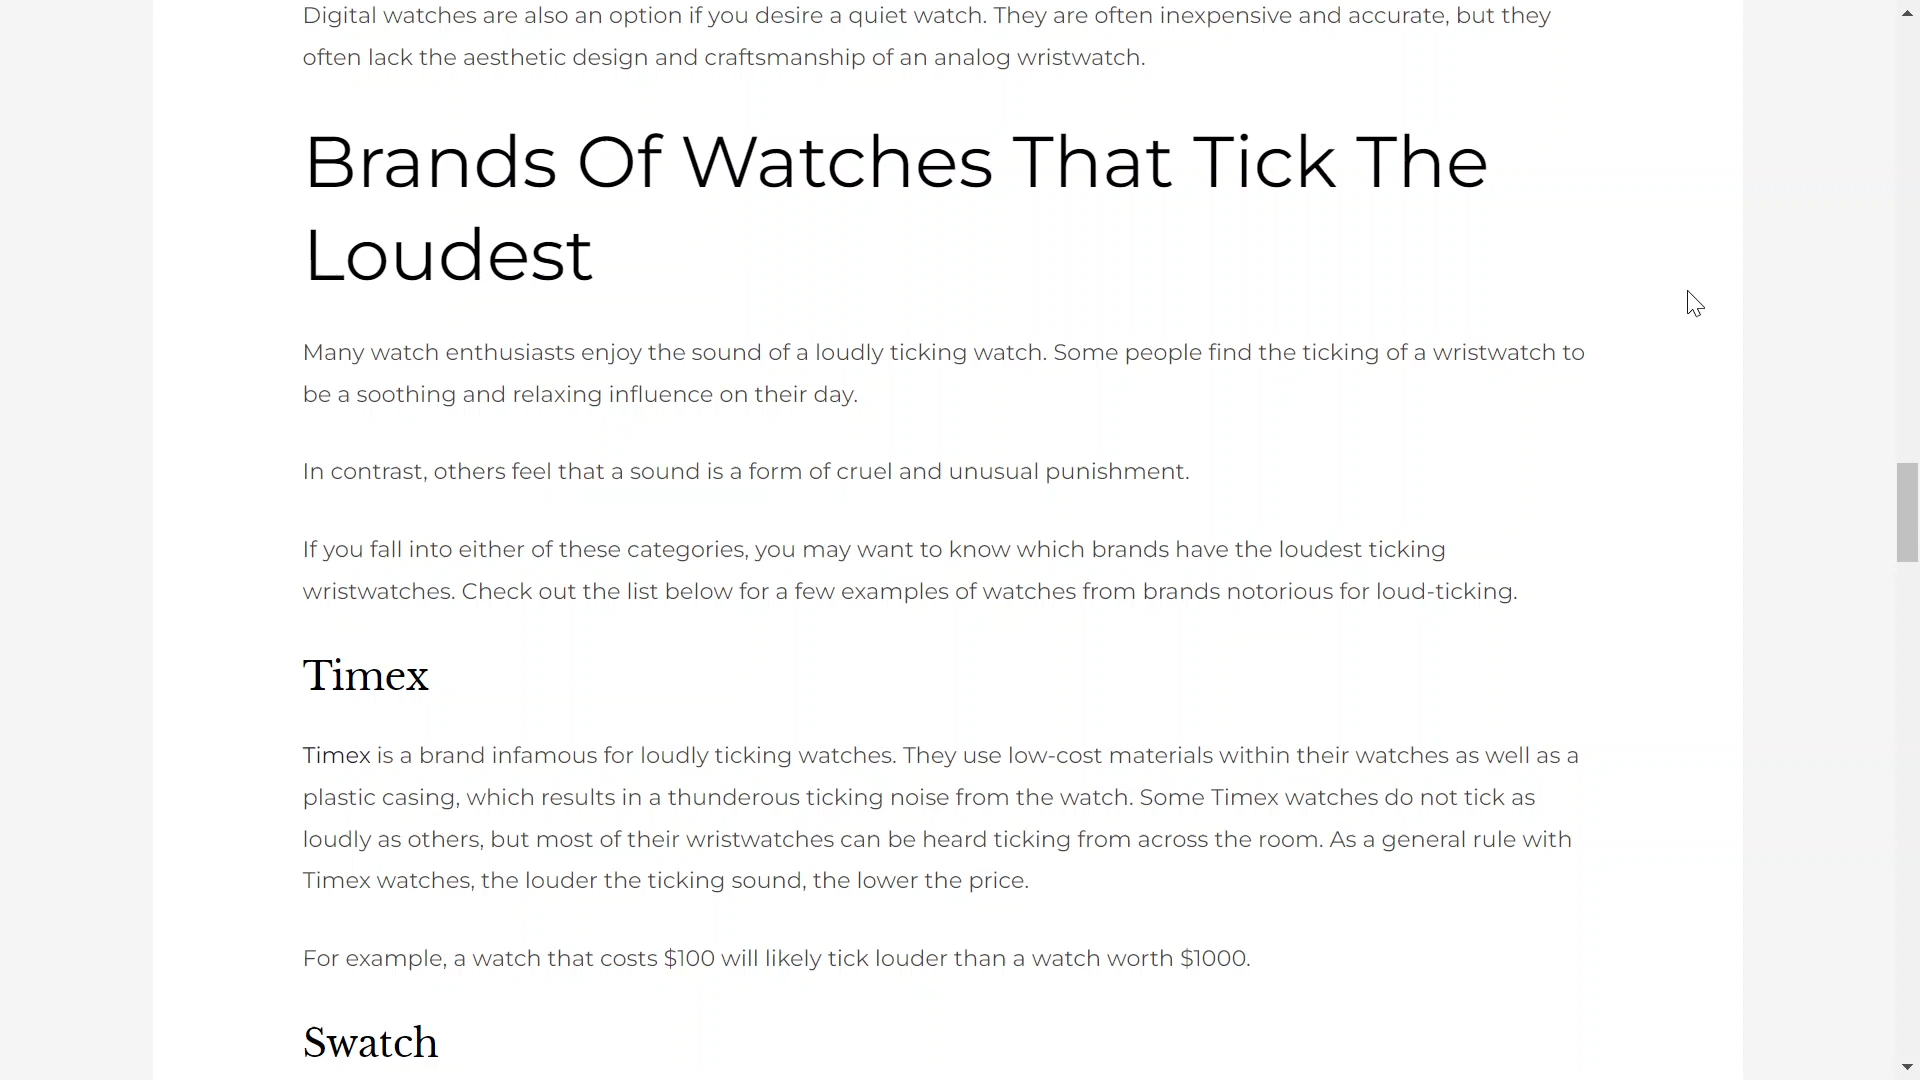 Digital watches are also an option if you desire a quiet watch. They are often inexpensive and accurate, but they
often lack the aesthetic design and craftsmanship of an analog wristwatch.
Brands Of Watches That Tick The
Loudest
Many watch enthusiasts enjoy the sound of a loudly ticking watch. Some people find the ticking of a wristwatch to
be a soothing and relaxing influence on their day.
In contrast, others feel that a sound is a form of cruel and unusual punishment.
If you fall into either of these categories, you may want to know which brands have the loudest ticking
wristwatches. Check out the list below for a few examples of watches from brands notorious for loud-ticking.
Timex
Timex is a brand infamous for loudly ticking watches. They use low-cost materials within their watches as well as a
plastic casing, which results in a thunderous ticking noise from the watch. Some Timex watches do not tick as
loudly as others, but most of their wristwatches can be heard ticking from across the room. As a general rule with
Timex watches, the louder the ticking sound, the lower the price.
For example, a watch that costs $100 will likely tick louder than a watch worth $1000.
Swatch